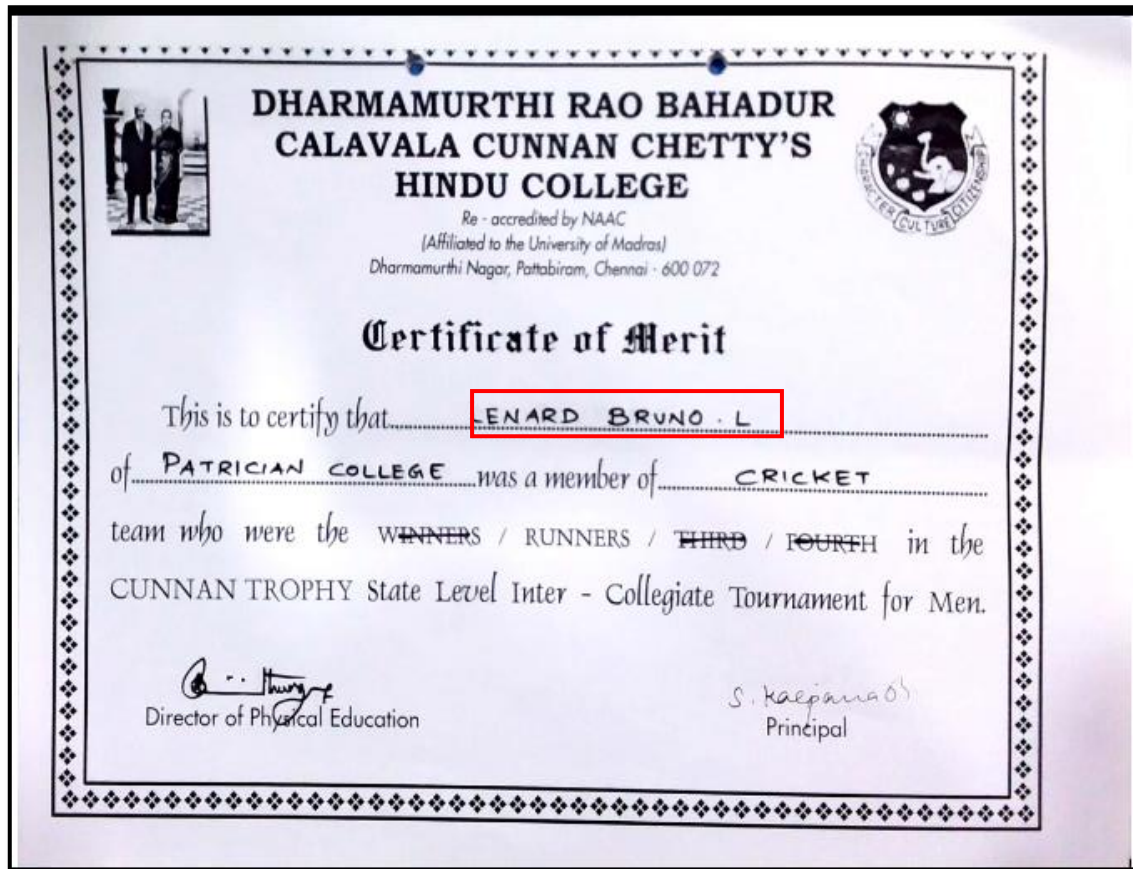 DHARMAMURTHI RAO BAHADUR
CALAVALA CUNNAN CHETTY'S
HINDU COLLEGE
Re - accredited by NAAC
(Affiliated to the University of Madras)
Dharmamurthi Nagar, Pattabiram, Chennai - 600 072
CHARACTER CULTURE CITIZENSHIP
Certificate of Merit
This is to certify that LENARD BRUNO . L
of PATRICIAN COLLEGE was a member of CRICKET
team who were the WINNERS / RUNNERS / THIRD / FOURTH in the
CUNNAN TROPHY State Level Inter - Collegiate Tournament for Men.
Director of Physical Education
Principal